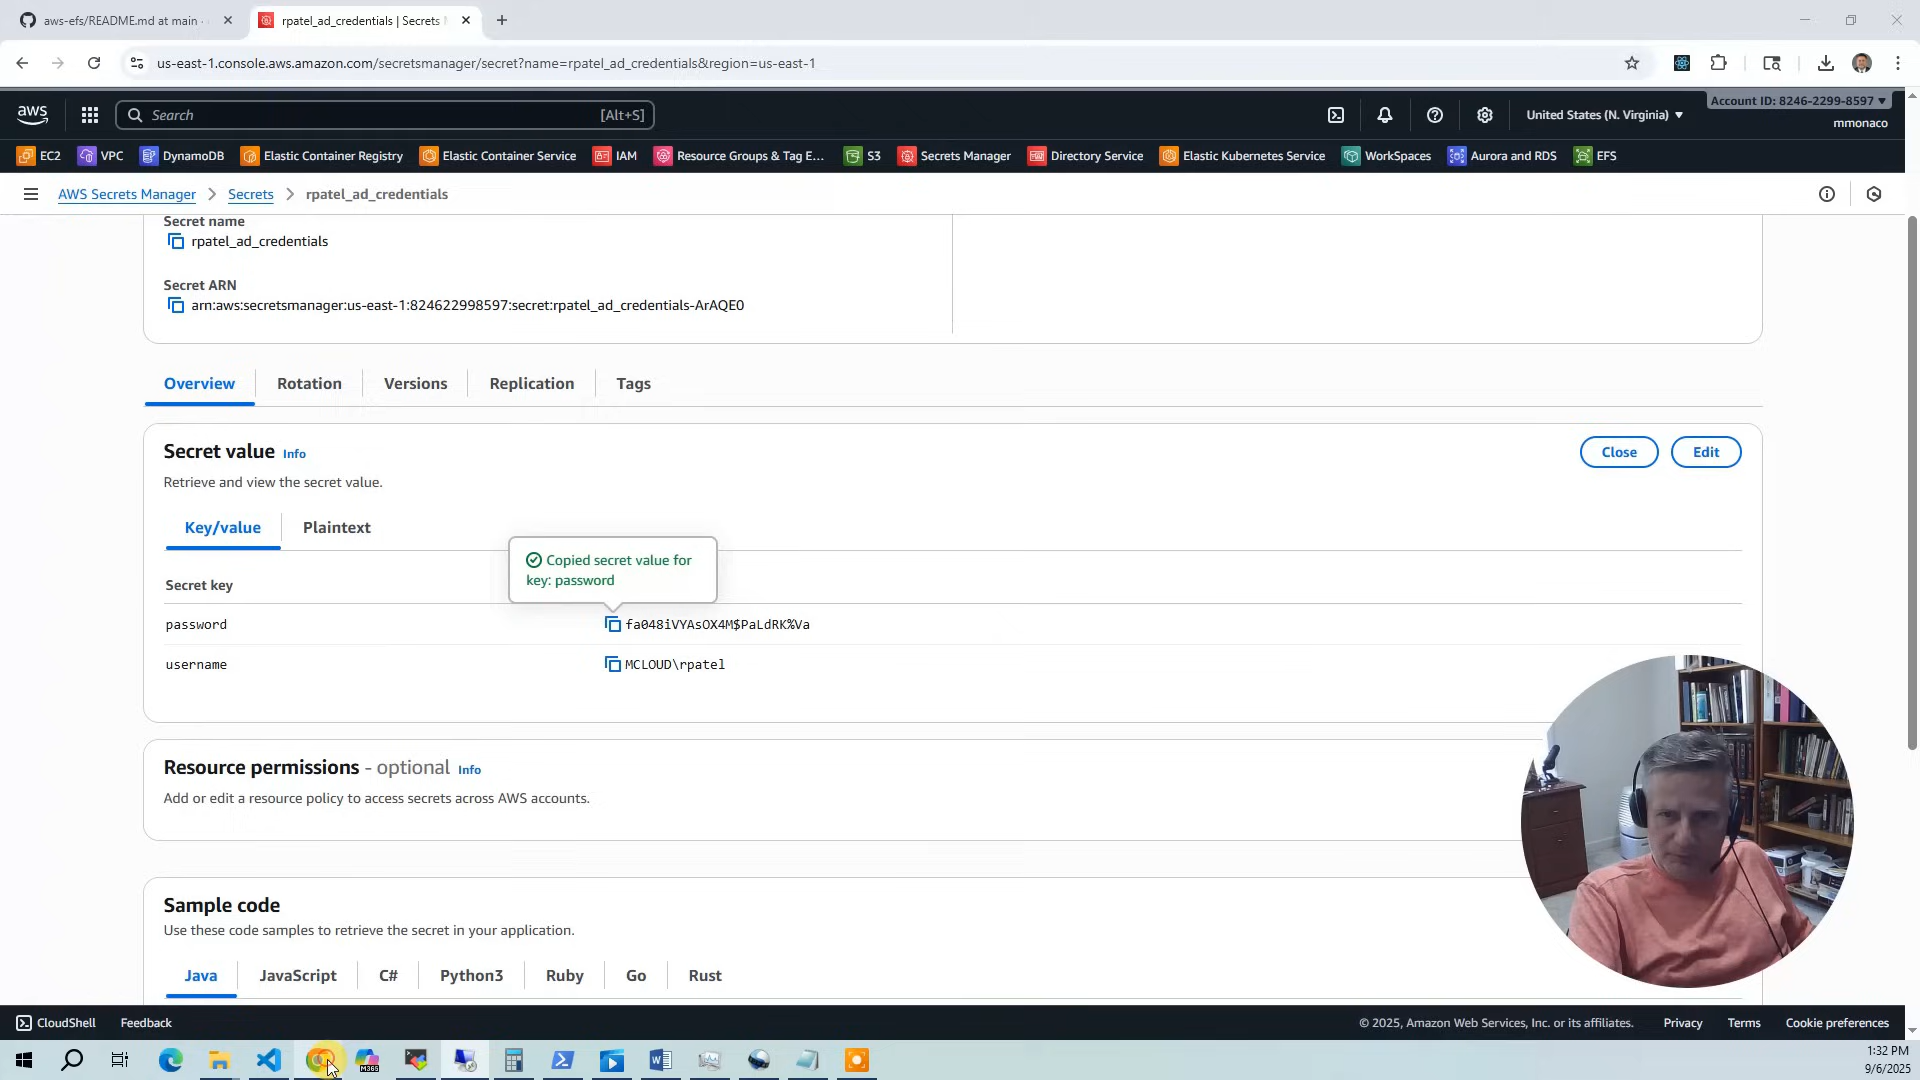 aws-efs/README.md at main ·
rpatel_ad_credentials | Secrets
us-east-1.console.aws.amazon.com/secretsmanager/secret?name=rpatel_ad_credentials&region=us-east-1
aws
Search
[Alt+S]
United States (N. Virginia)
Account ID: 8246-2299-8597
mmonaco
EC2
VPC
DynamoDB
Elastic Container Registry
Elastic Container Service
IAM
Resource Groups & Tag E...
S3
Secrets Manager
Directory Service
Elastic Kubernetes Service
WorkSpaces
Aurora and RDS
EFS
AWS Secrets Manager
Secrets
rpatel_ad_credentials
Secret name
rpatel_ad_credentials
Secret ARN
arn:aws:secretsmanager:us-east-1:824622998597:secret:rpatel_ad_credentials-ArAQE0
Overview
Rotation
Versions
Replication
Tags
Secret value Info
Close
Edit
Retrieve and view the secret value.
Key/value
Plaintext
Copied secret value for
key: password
Secret key
password
fa048iVYAsOX4M$PaLdRK%Va
username
MCLOUD\rpatel
Resource permissions - optional Info
Add or edit a resource policy to access secrets across AWS accounts.
Sample code
Use these code samples to retrieve the secret in your application.
Java
JavaScript
C#
Python3
Ruby
Go
Rust
CloudShell
Feedback
© 2025, Amazon Web Services, Inc. or its affiliates.
Privacy
Terms
Cookie preferences
M365
1:32 PM
9/6/2025